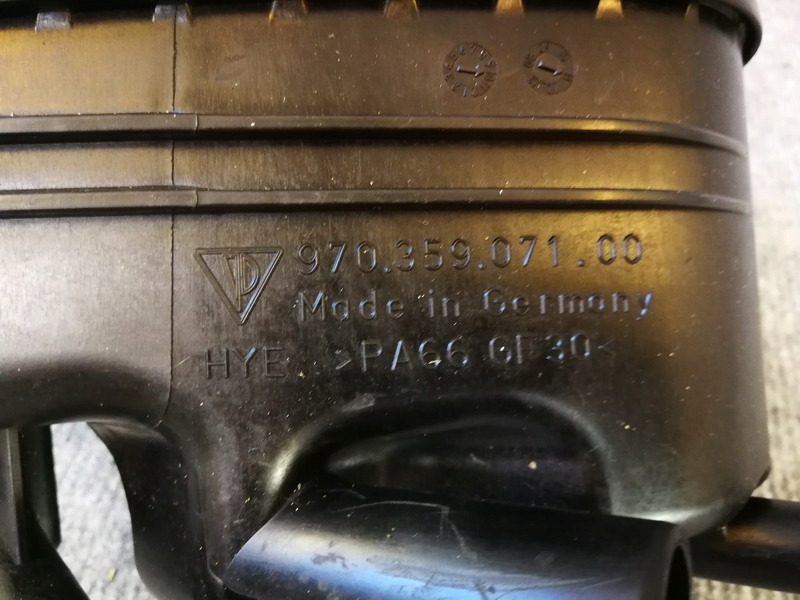 970.359.071.00
Made in Germany
HYE >PA66 GF30<